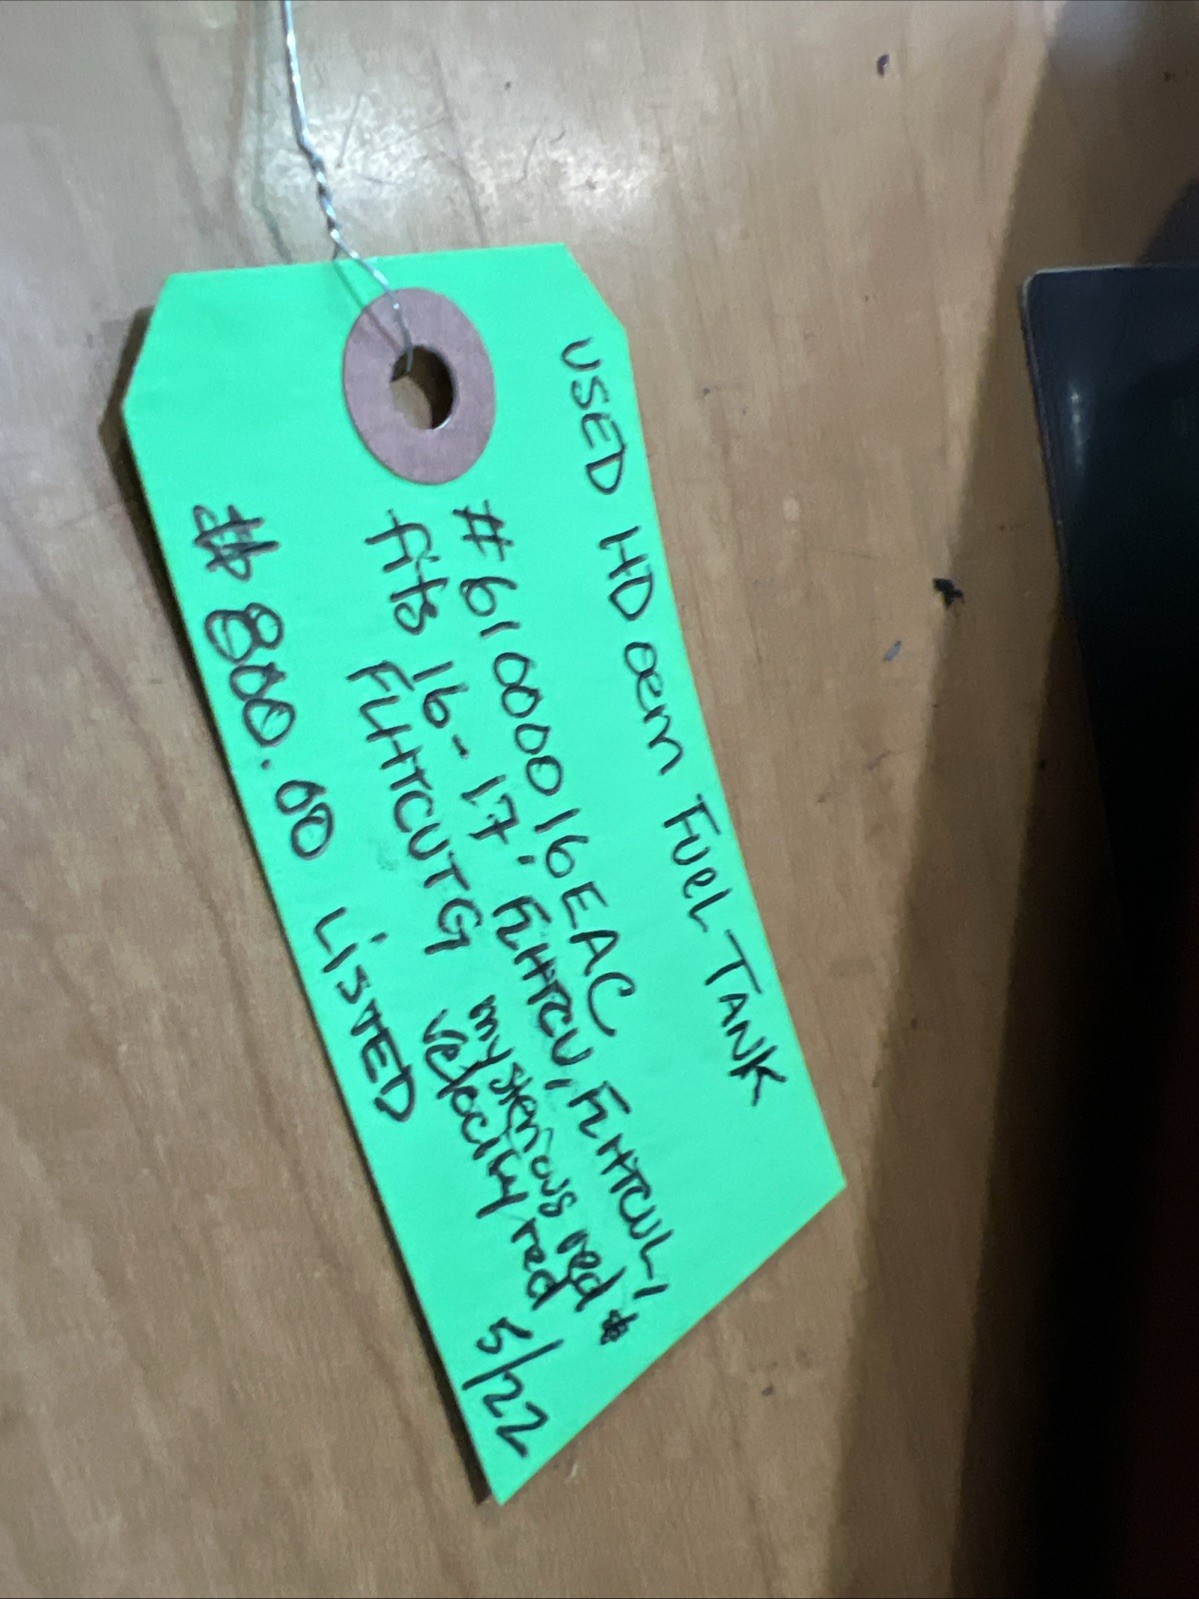 USED HD oem FUEL TANK
#61000016EAC
fits 16-17, FLHTCU, FLHTCUL,
FLHTCUTG mysterious red &
velocity red
$800.00 LiSTED 5/22